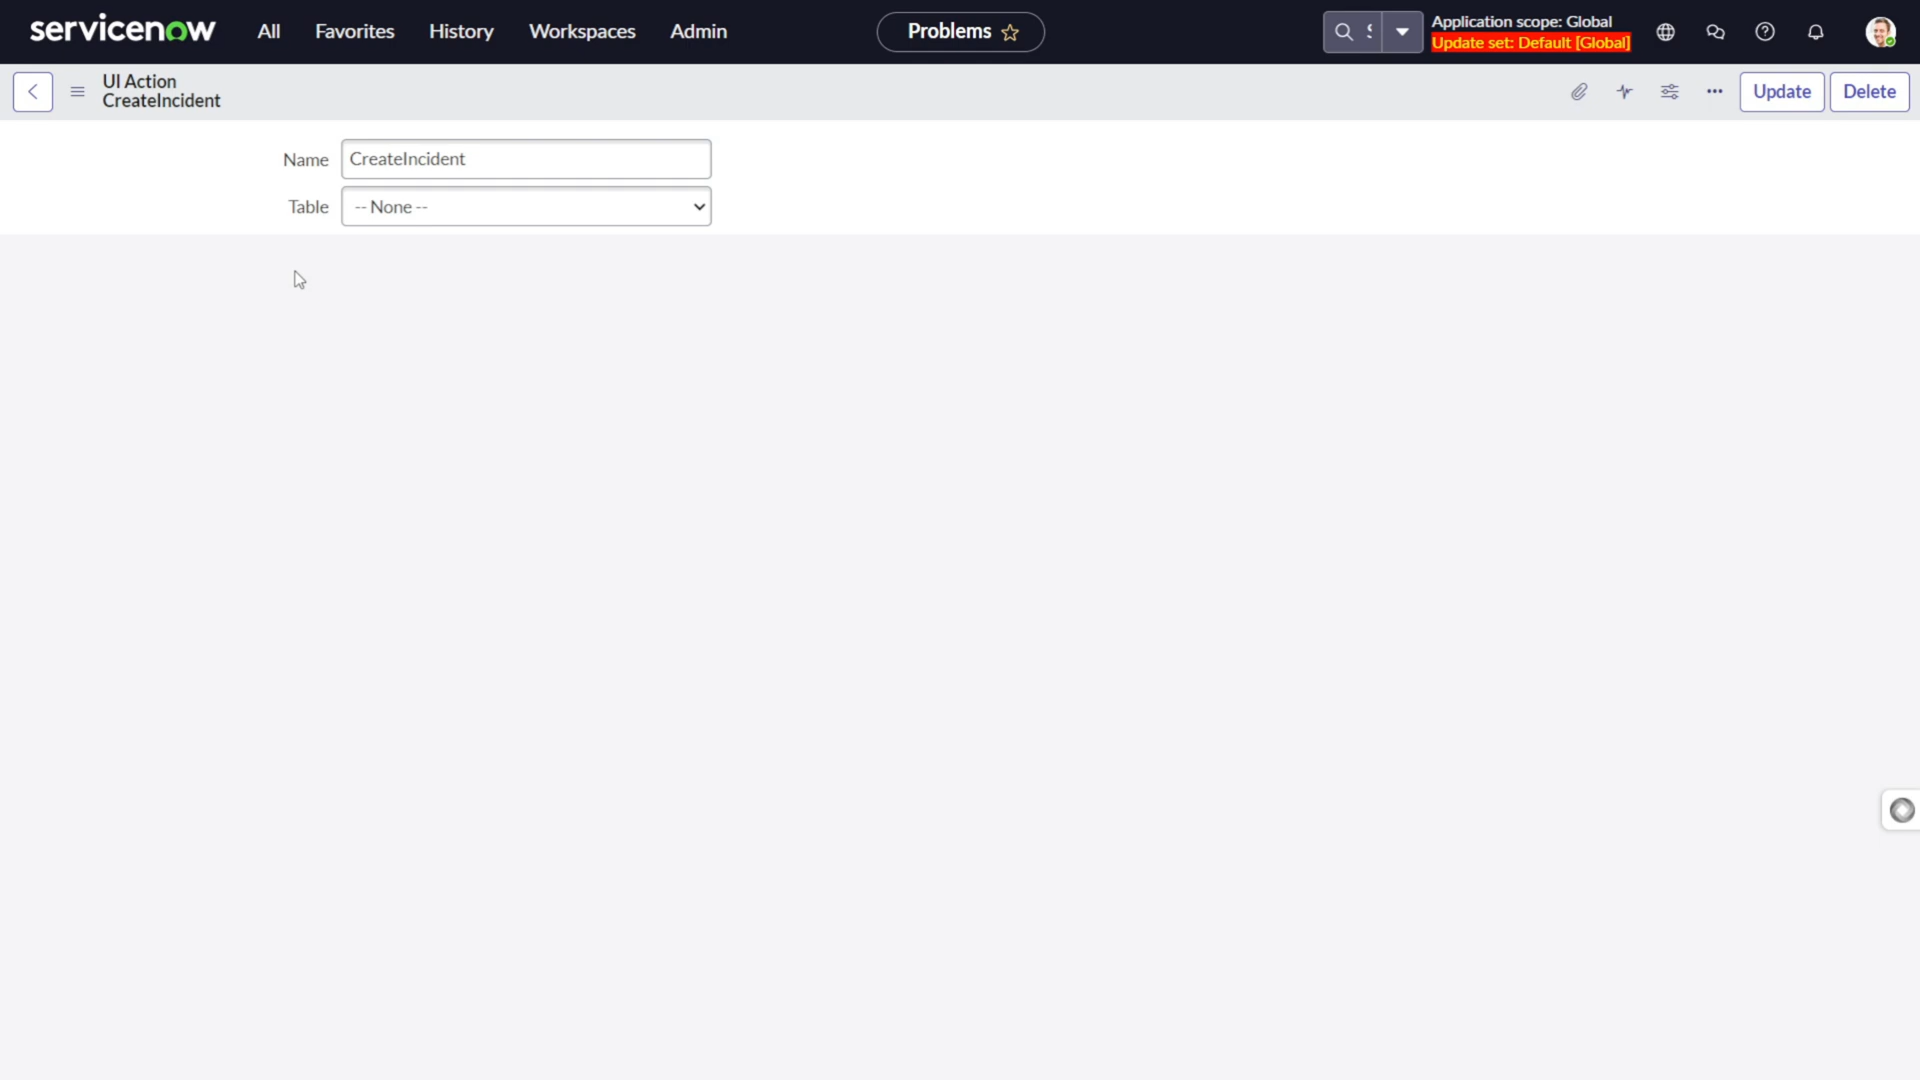 servicenow All Favorites History Workspaces Admin Problems Application scope: Global
Update set: Default [Global]
UI Action
CreateIncident
Update Delete
Name CreateIncident
Table -- None --